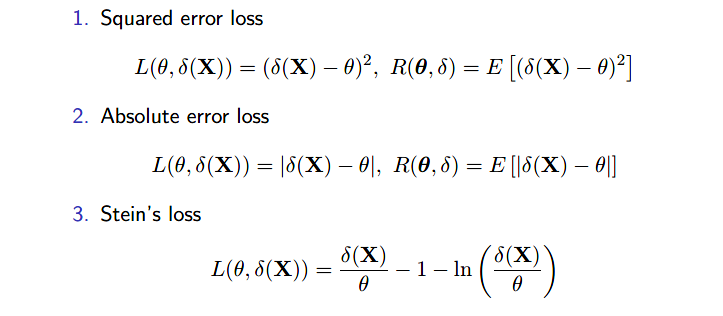 1. Squared error loss
L(θ, δ(𝐗)) = (δ(𝐗) − θ)², R(𝜽, δ) = E [(δ(𝐗) − θ)²]
2. Absolute error loss
L(θ, δ(𝐗)) = |δ(𝐗) − θ|, R(𝜽, δ) = E [|δ(𝐗) − θ|]
3. Stein's loss
L(θ, δ(𝐗)) = δ(𝐗)/θ − 1 − ln (δ(𝐗)/θ)